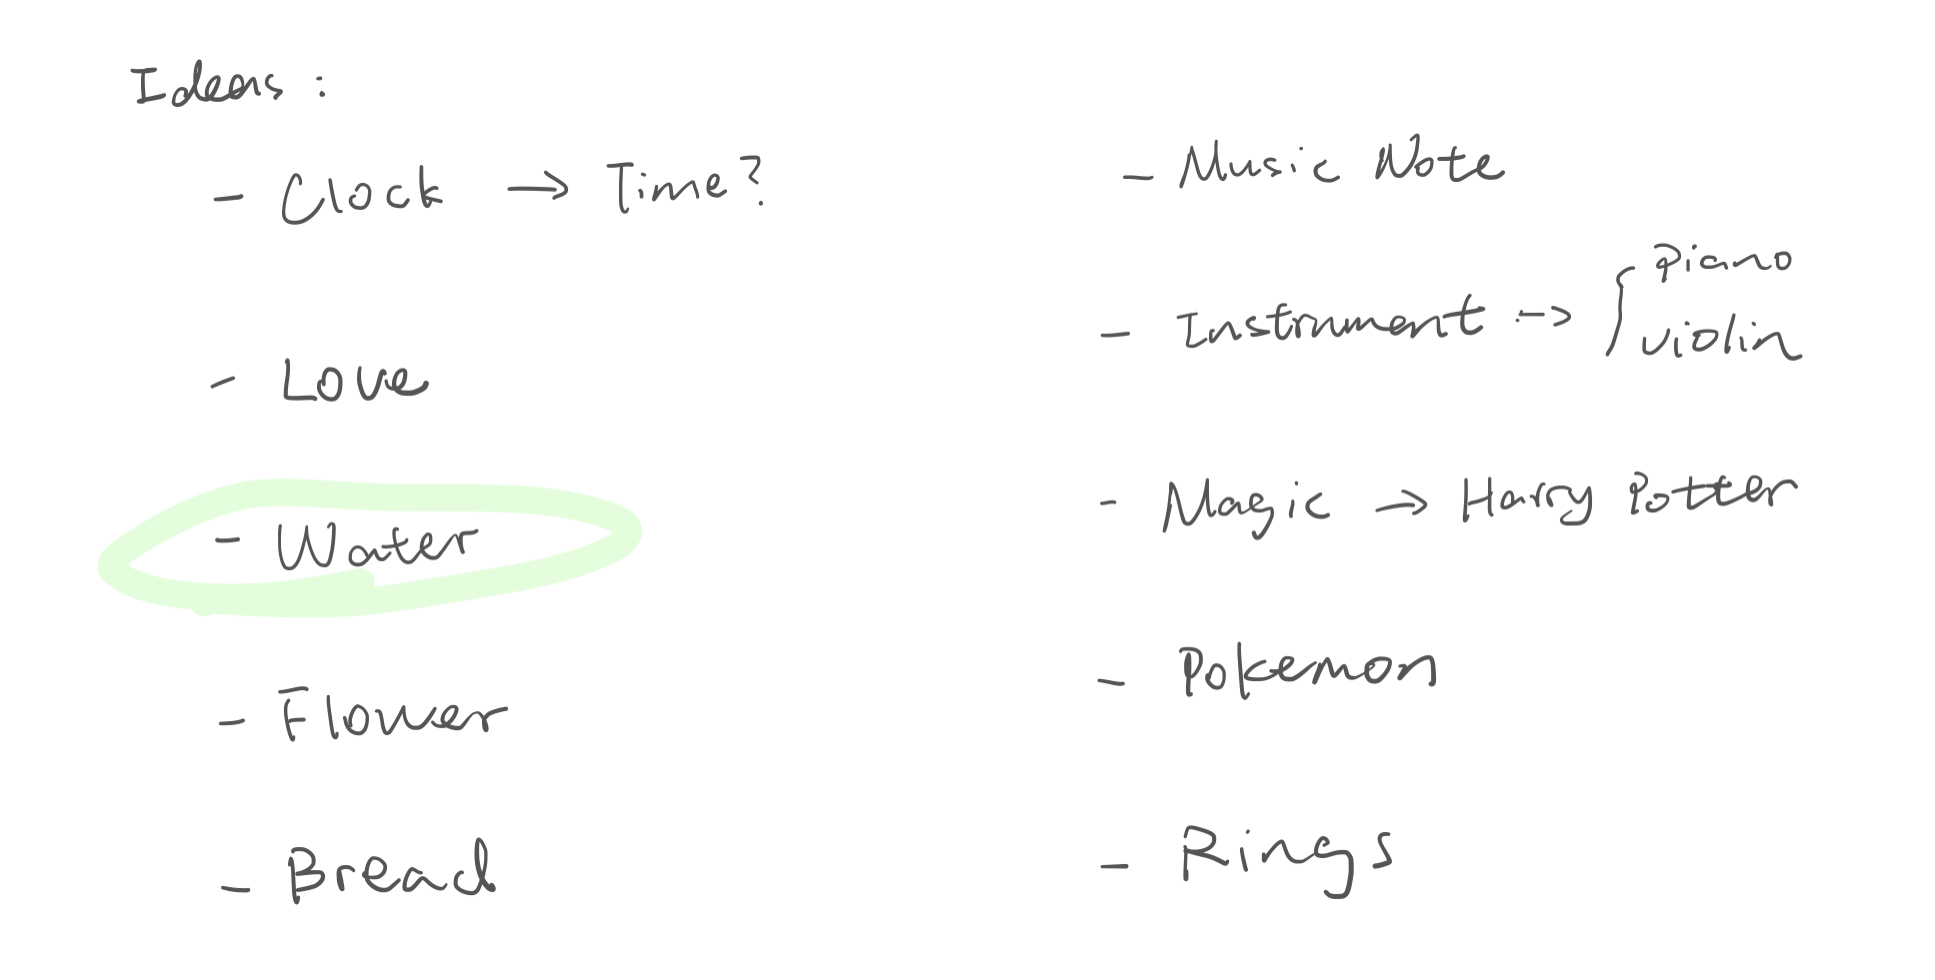 Ideas :
- Clock → Time?
- Love
- Water
- Flower
- Bread
- Music Note
- Instrument --> { piano
violin
- Magic → Harry Potter
- Pokemon
- Rings